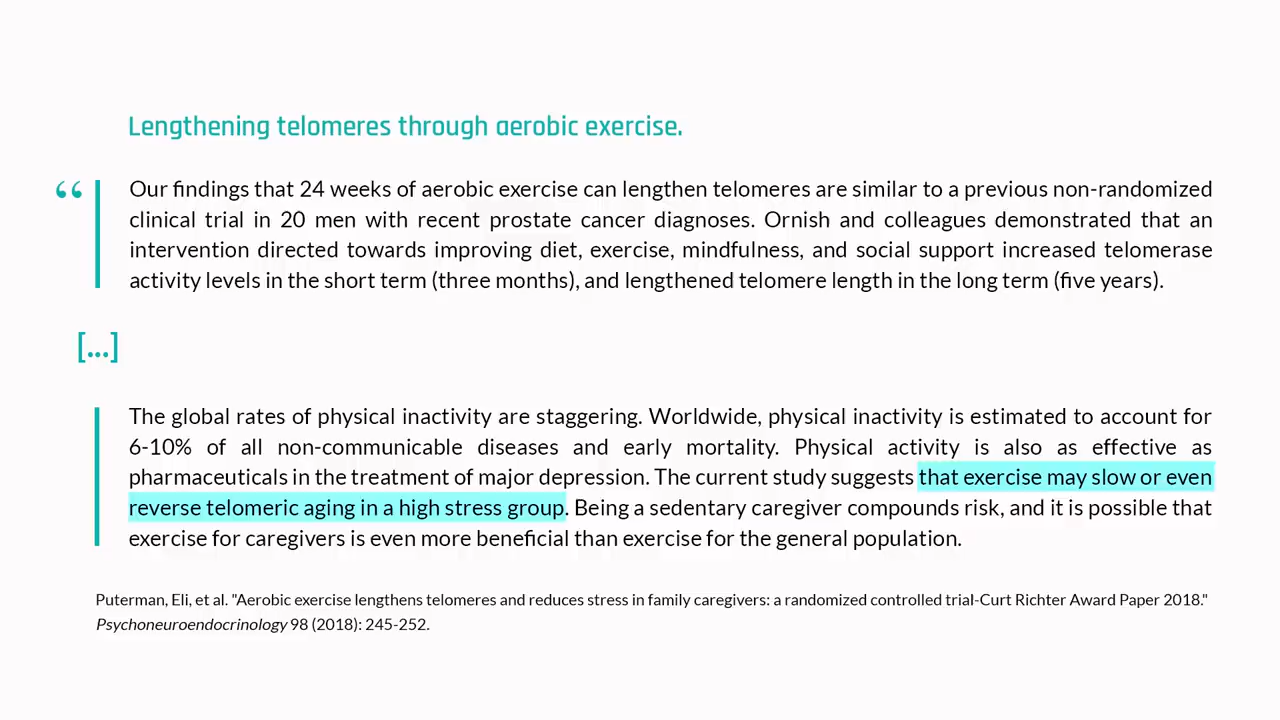 Lengthening telomeres through aerobic exercise.
“
Our findings that 24 weeks of aerobic exercise can lengthen telomeres are similar to a previous non-randomized
clinical trial in 20 men with recent prostate cancer diagnoses. Ornish and colleagues demonstrated that an
intervention directed towards improving diet, exercise, mindfulness, and social support increased telomerase
activity levels in the short term (three months), and lengthened telomere length in the long term (five years).
[...]
The global rates of physical inactivity are staggering. Worldwide, physical inactivity is estimated to account for
6-10% of all non-communicable diseases and early mortality. Physical activity is also as effective as
pharmaceuticals in the treatment of major depression. The current study suggests that exercise may slow or even
reverse telomeric aging in a high stress group. Being a sedentary caregiver compounds risk, and it is possible that
exercise for caregivers is even more beneficial than exercise for the general population.
Puterman, Eli, et al. "Aerobic exercise lengthens telomeres and reduces stress in family caregivers: a randomized controlled trial-Curt Richter Award Paper 2018."
Psychoneuroendocrinology 98 (2018): 245-252.